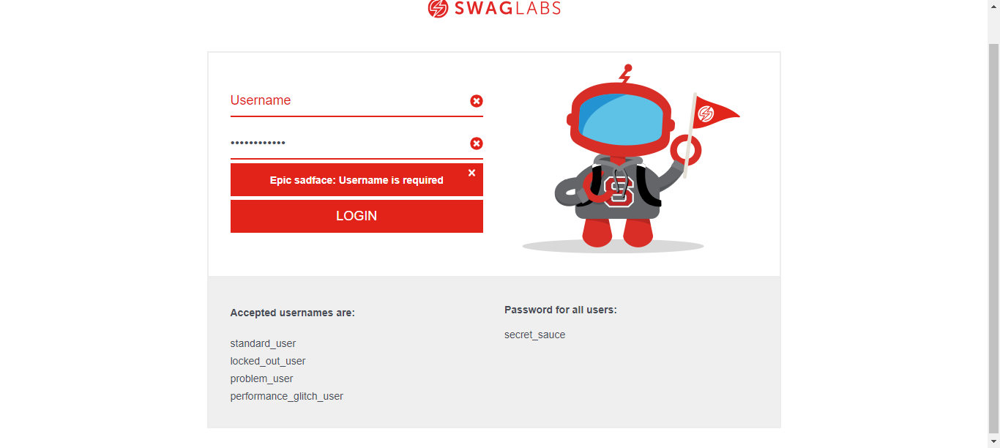 SWAGLABS
Username
••••••••••••
Epic sadface: Username is required
LOGIN
Accepted usernames are:
standard_user
locked_out_user
problem_user
performance_glitch_user
Password for all users:
secret_sauce